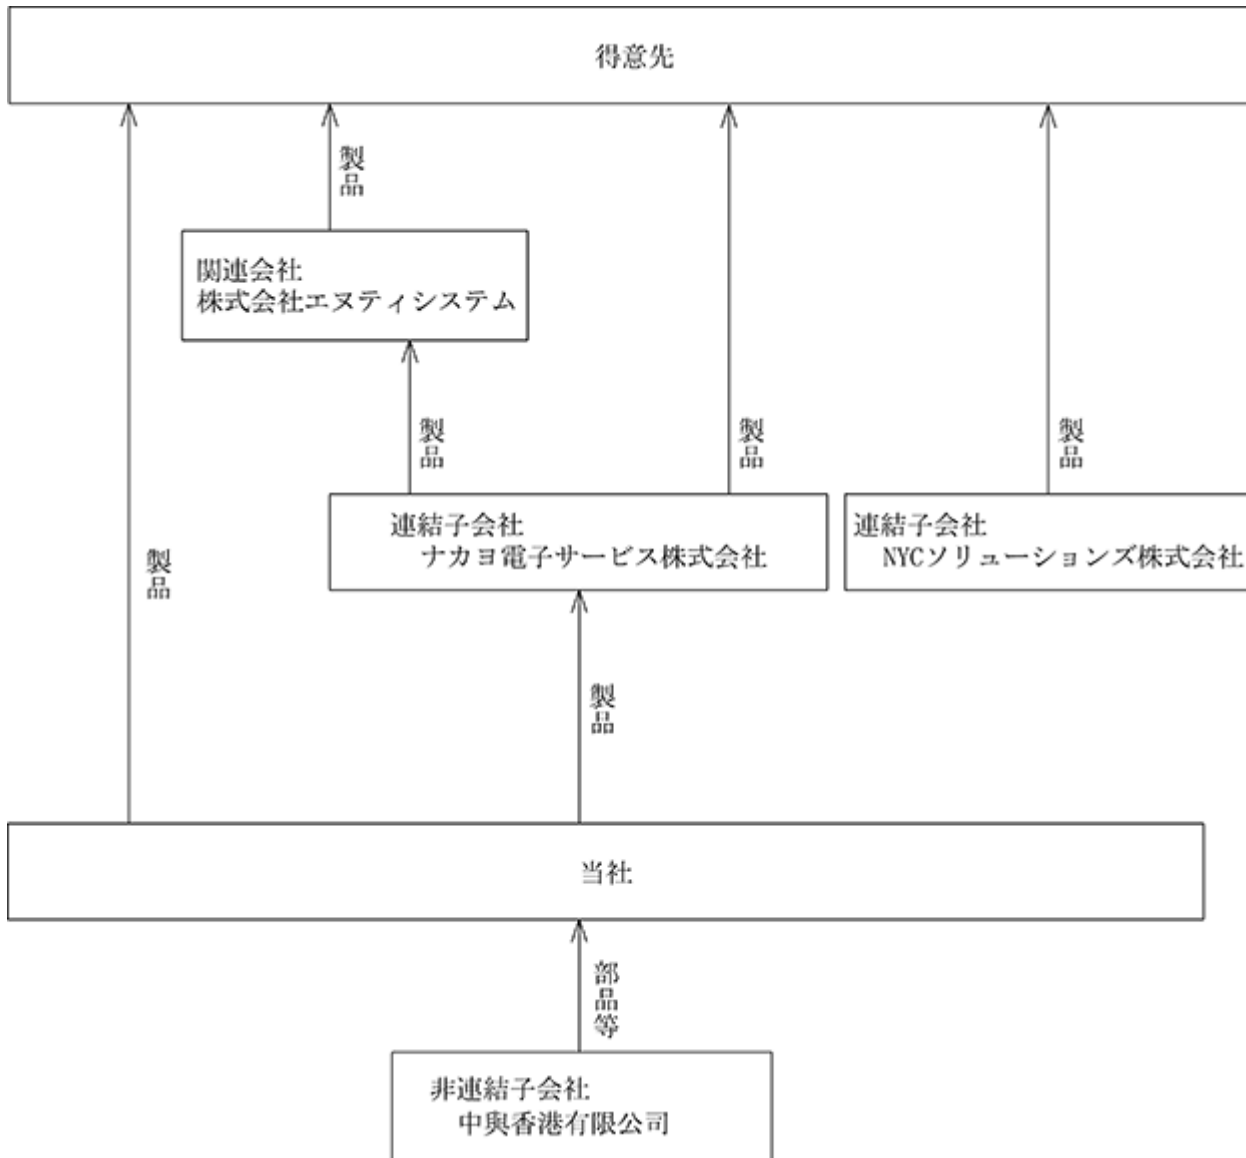 得意先
製品
関連会社
株式会社エヌティシステム
製品
製品
製品
連結子会社
ナカヨ電子サービス株式会社
連結子会社
NYCソリューションズ株式会社
製品
製品
当社
部品等
非連結子会社
中與香港有限公司